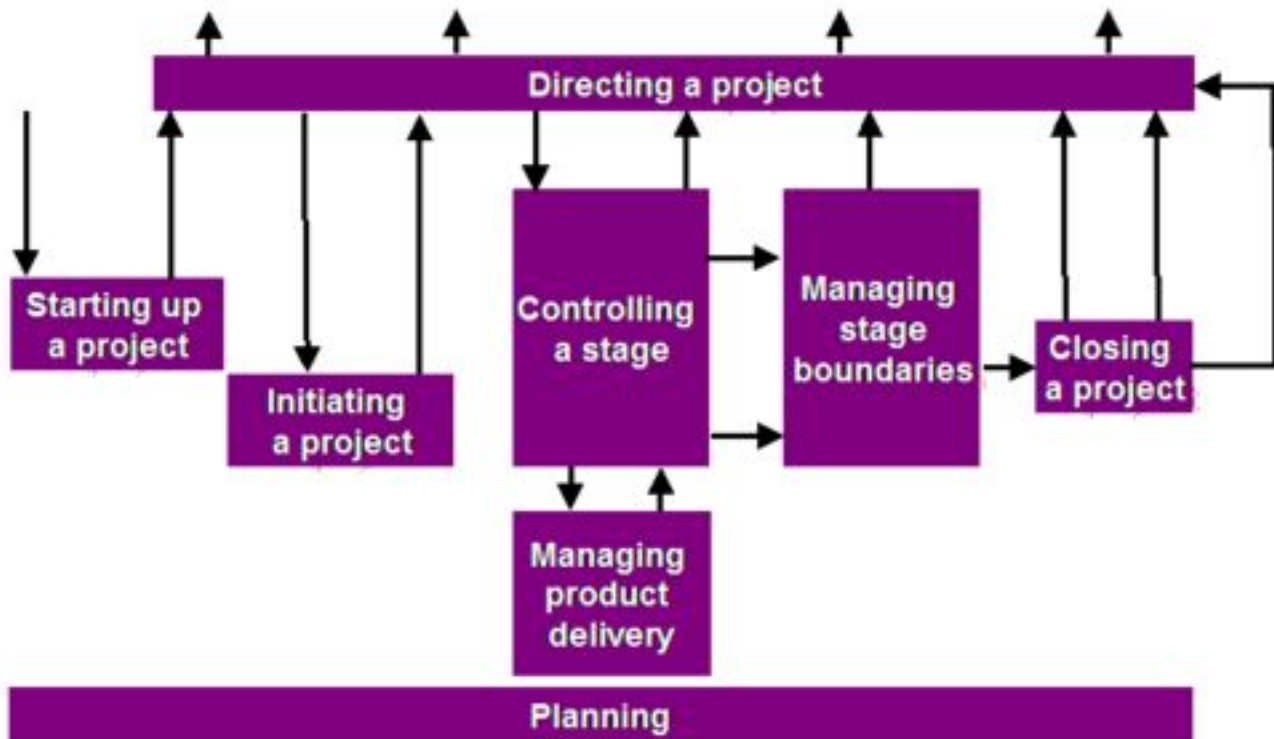 Directing a project
Starting up
a project
Initiating
a project
Controlling
a stage
Managing
stage
boundaries
Closing
a project
Managing
product
delivery
Planning